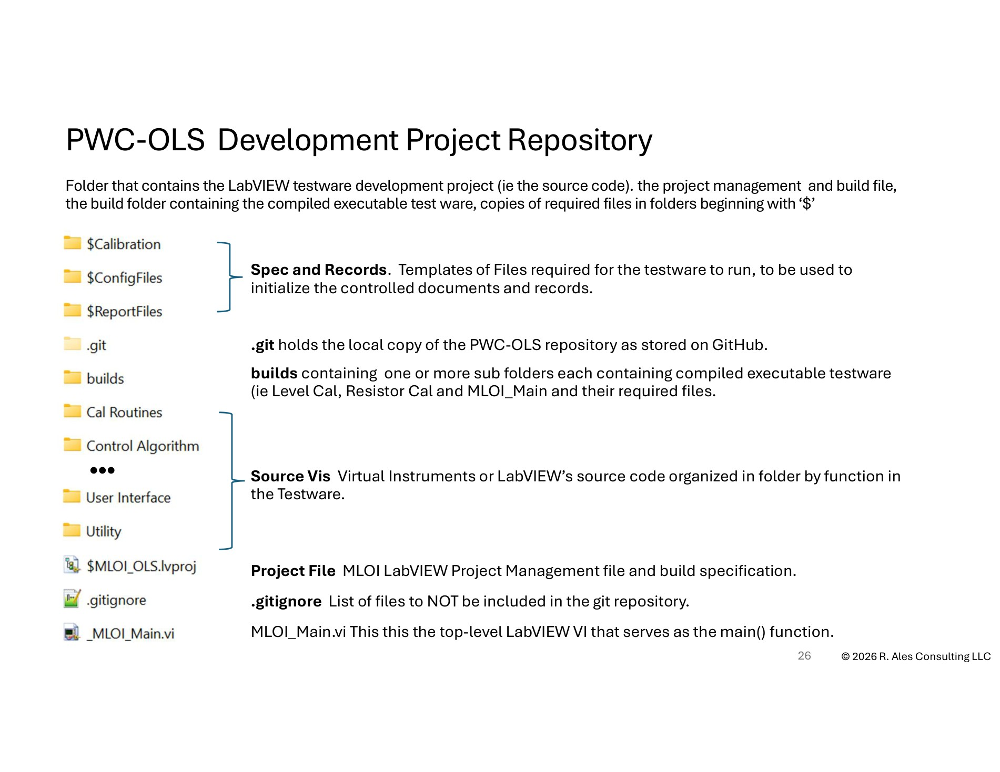 PWC-OLS  Development Project Repository
Folder that contains the LabVIEW testware development project (ie the source code). the project management  and build file,
the build folder containing the compiled executable test ware, copies of required files in folders beginning with ‘$’
$Calibration
$ConfigFiles
$ReportFiles
Spec and Records.  Templates of Files required for the testware to run, to be used to
initialize the controlled documents and records.
.git
.git holds the local copy of the PWC-OLS repository as stored on GitHub.
builds
builds containing  one or more sub folders each containing compiled executable testware
(ie Level Cal, Resistor Cal and MLOI_Main and their required files.
Cal Routines
Control Algorithm
•••
User Interface
Utility
Source Vis  Virtual Instruments or LabVIEW’s source code organized in folder by function in
the Testware.
$MLOI_OLS.lvproj
Project File  MLOI LabVIEW Project Management file and build specification.
.gitignore
.gitignore  List of files to NOT be included in the git repository.
_MLOI_Main.vi
MLOI_Main.vi This this the top-level LabVIEW VI that serves as the main() function.
26
© 2026 R. Ales Consulting LLC